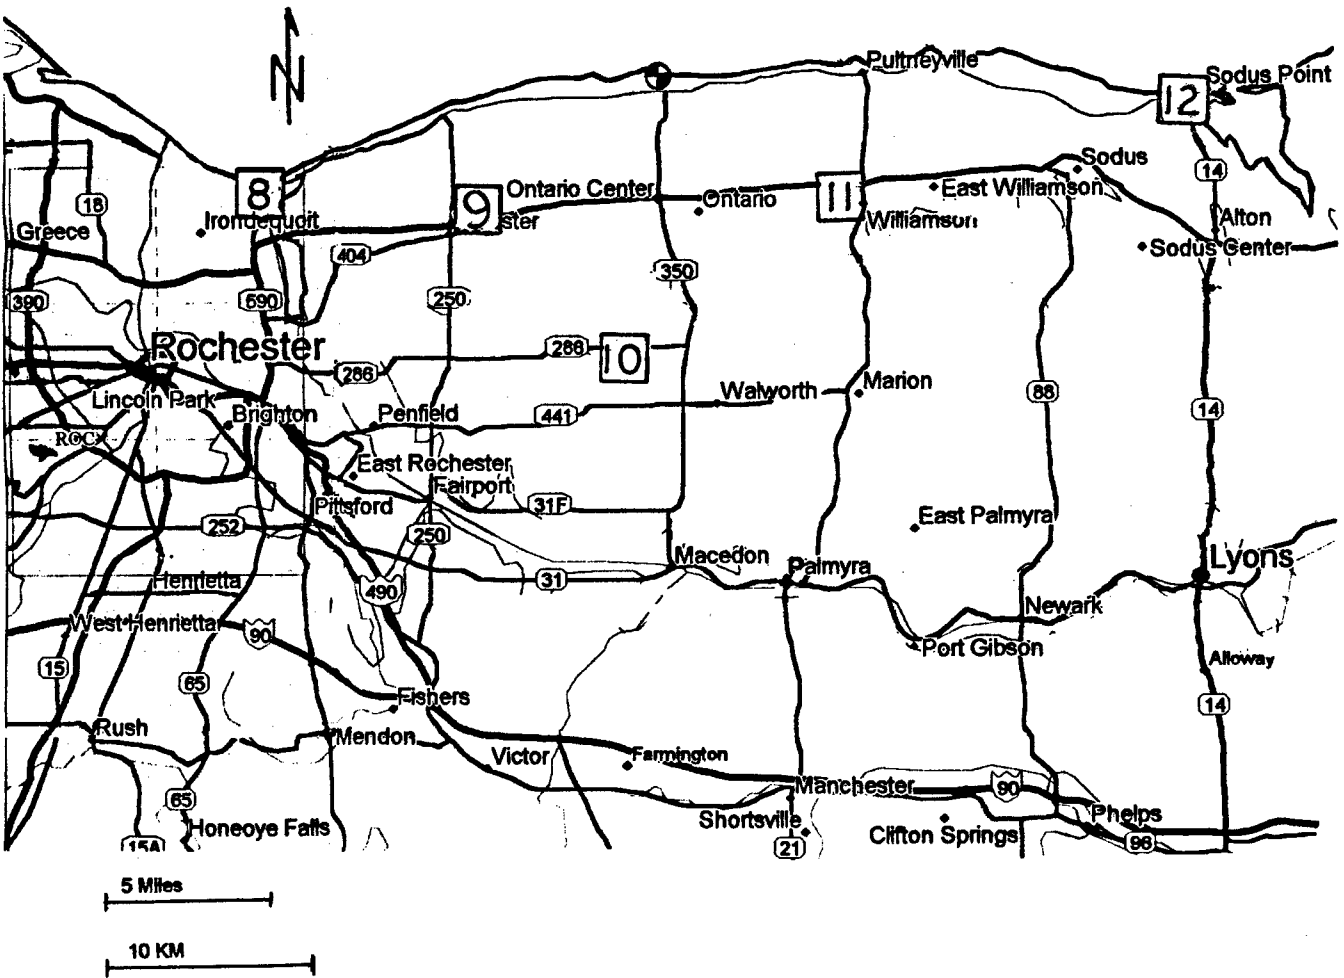 N
Pultneyville
Sodus Point
12
Sodus
14
8
Ontario Center
9
11
East Williamson
18
Irondequoit
ster
Ontario
Williamson
Alton
Greece
Sodus Center
404
350
390
590
250
Rochester
286
10
286
Walworth
Marion
88
Lincoln Park
Brighton
Penfield
441
14
ROC
East Rochester
Fairport
Pittsford
31F
East Palmyra
252
250
Macedon
Palmyra
Lyons
Henrietta
31
490
Newark
West Henrietta
90
Port Gibson
Alloway
15
65
Fishers
14
Rush
Mendon
Victor
Farmington
Manchester
90
65
Shortsville
Phelps
Honeoye Falls
Clifton Springs
15A
21
96
5 Miles
10 KM